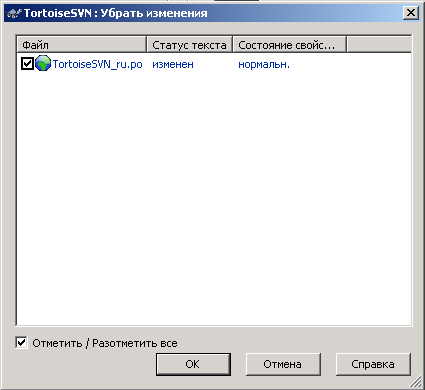 TortoiseSVN : Убрать изменения
Файл Статус текста Состояние свойс...
TortoiseSVN_ru.po изменен нормальн.
Отметить / Разотметить все
OK Отмена Справка